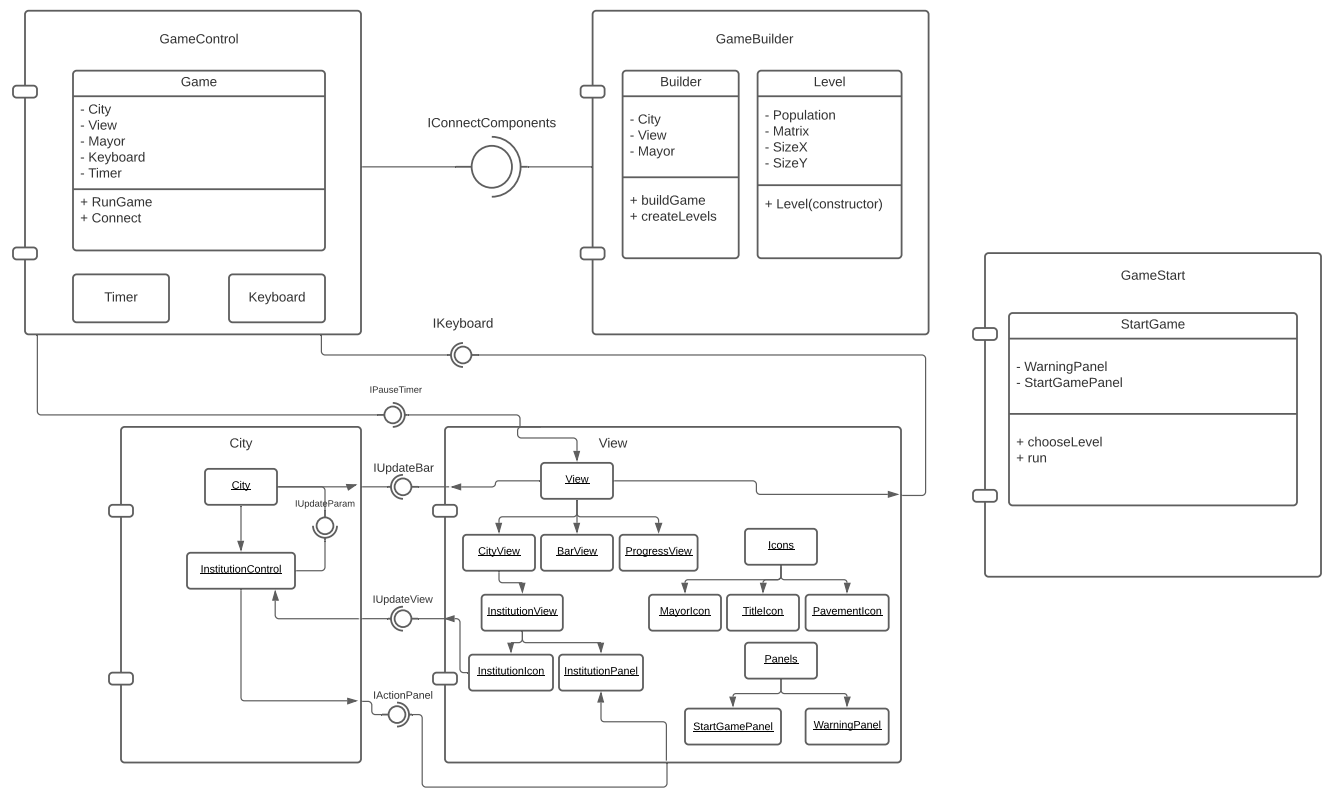 GameControl
Game
- City
- View
- Mayor
- Keyboard
- Timer
+ RunGame
+ Connect
Timer
Keyboard
IConnectComponents
GameBuilder
Builder
- City
- View
- Mayor
+ buildGame
+ createLevels
Level
- Population
- Matrix
- SizeX
- SizeY
+ Level(constructor)
GameStart
StartGame
- WarningPanel
- StartGamePanel
+ chooseLevel
+ run
IKeyboard
IPauseTimer
City
City
IUpdateParam
InstitutionControl
IUpdateBar
IUpdateView
IActionPanel
View
View
CityView
BarView
ProgressView
InstitutionView
InstitutionIcon
InstitutionPanel
Icons
MayorIcon
TitleIcon
PavementIcon
Panels
StartGamePanel
WarningPanel